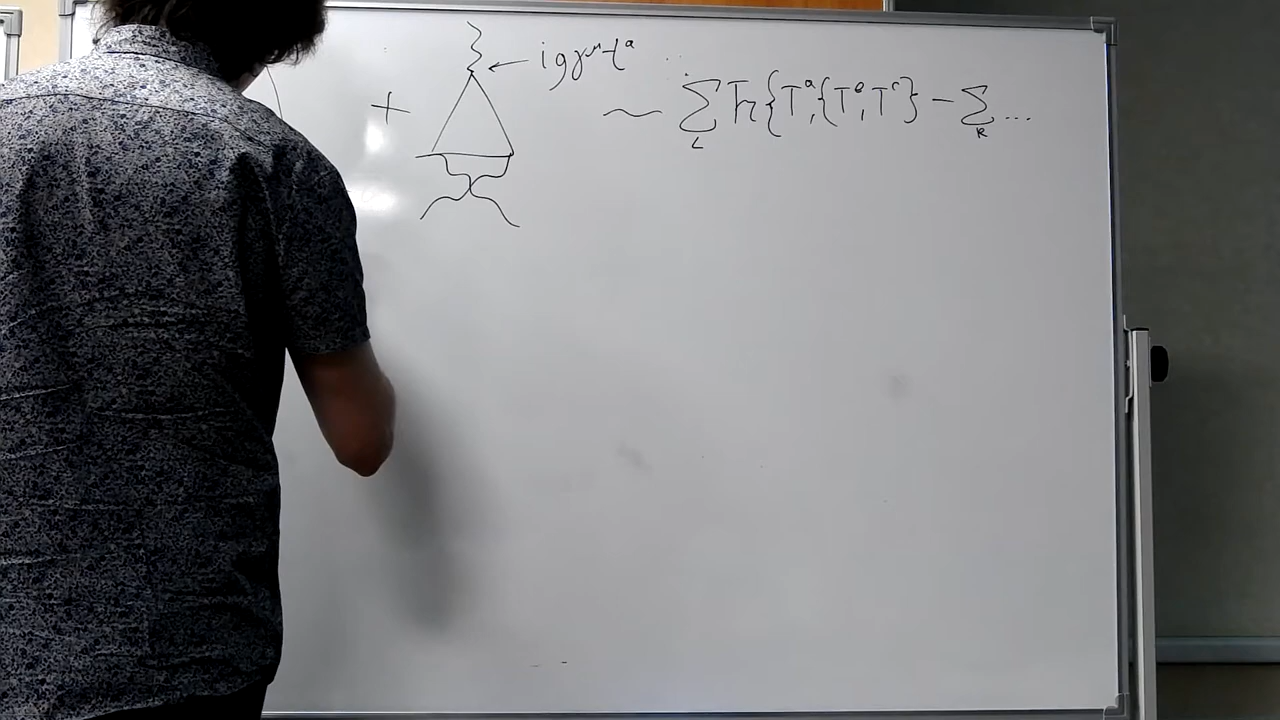 + ← igγ^μ t^a ∼ ∑_L Tr{T^a,{T^b,T^c} − ∑_R ...